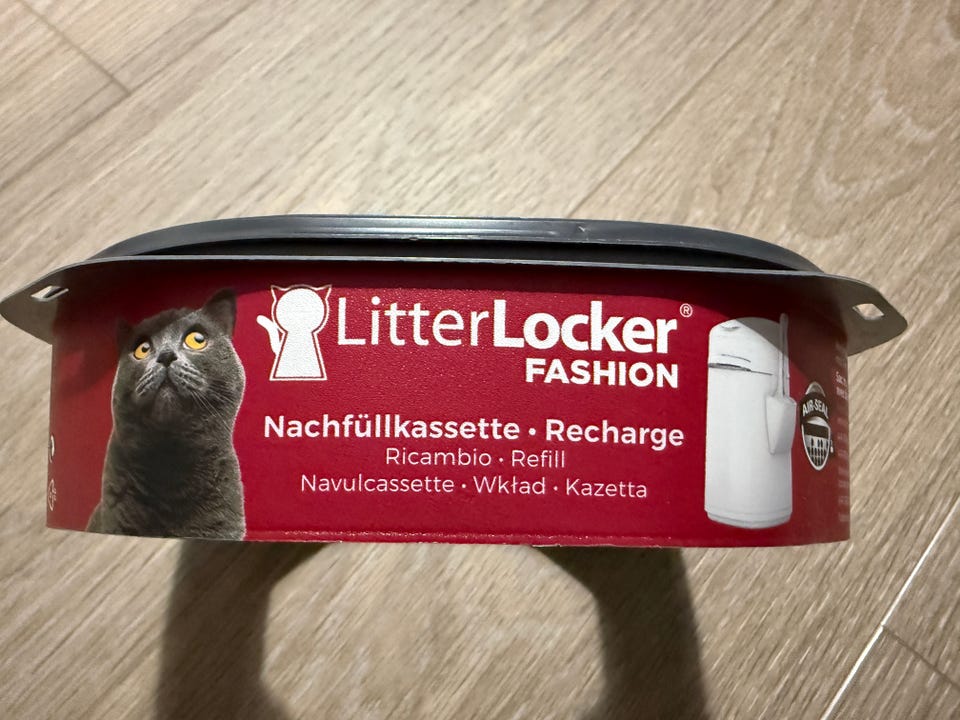 LitterLocker®
FASHION
Nachfüllkassette • Recharge
Ricambio • Refill
Navulcassette • Wkład • Kazetta
AIR-SEAL